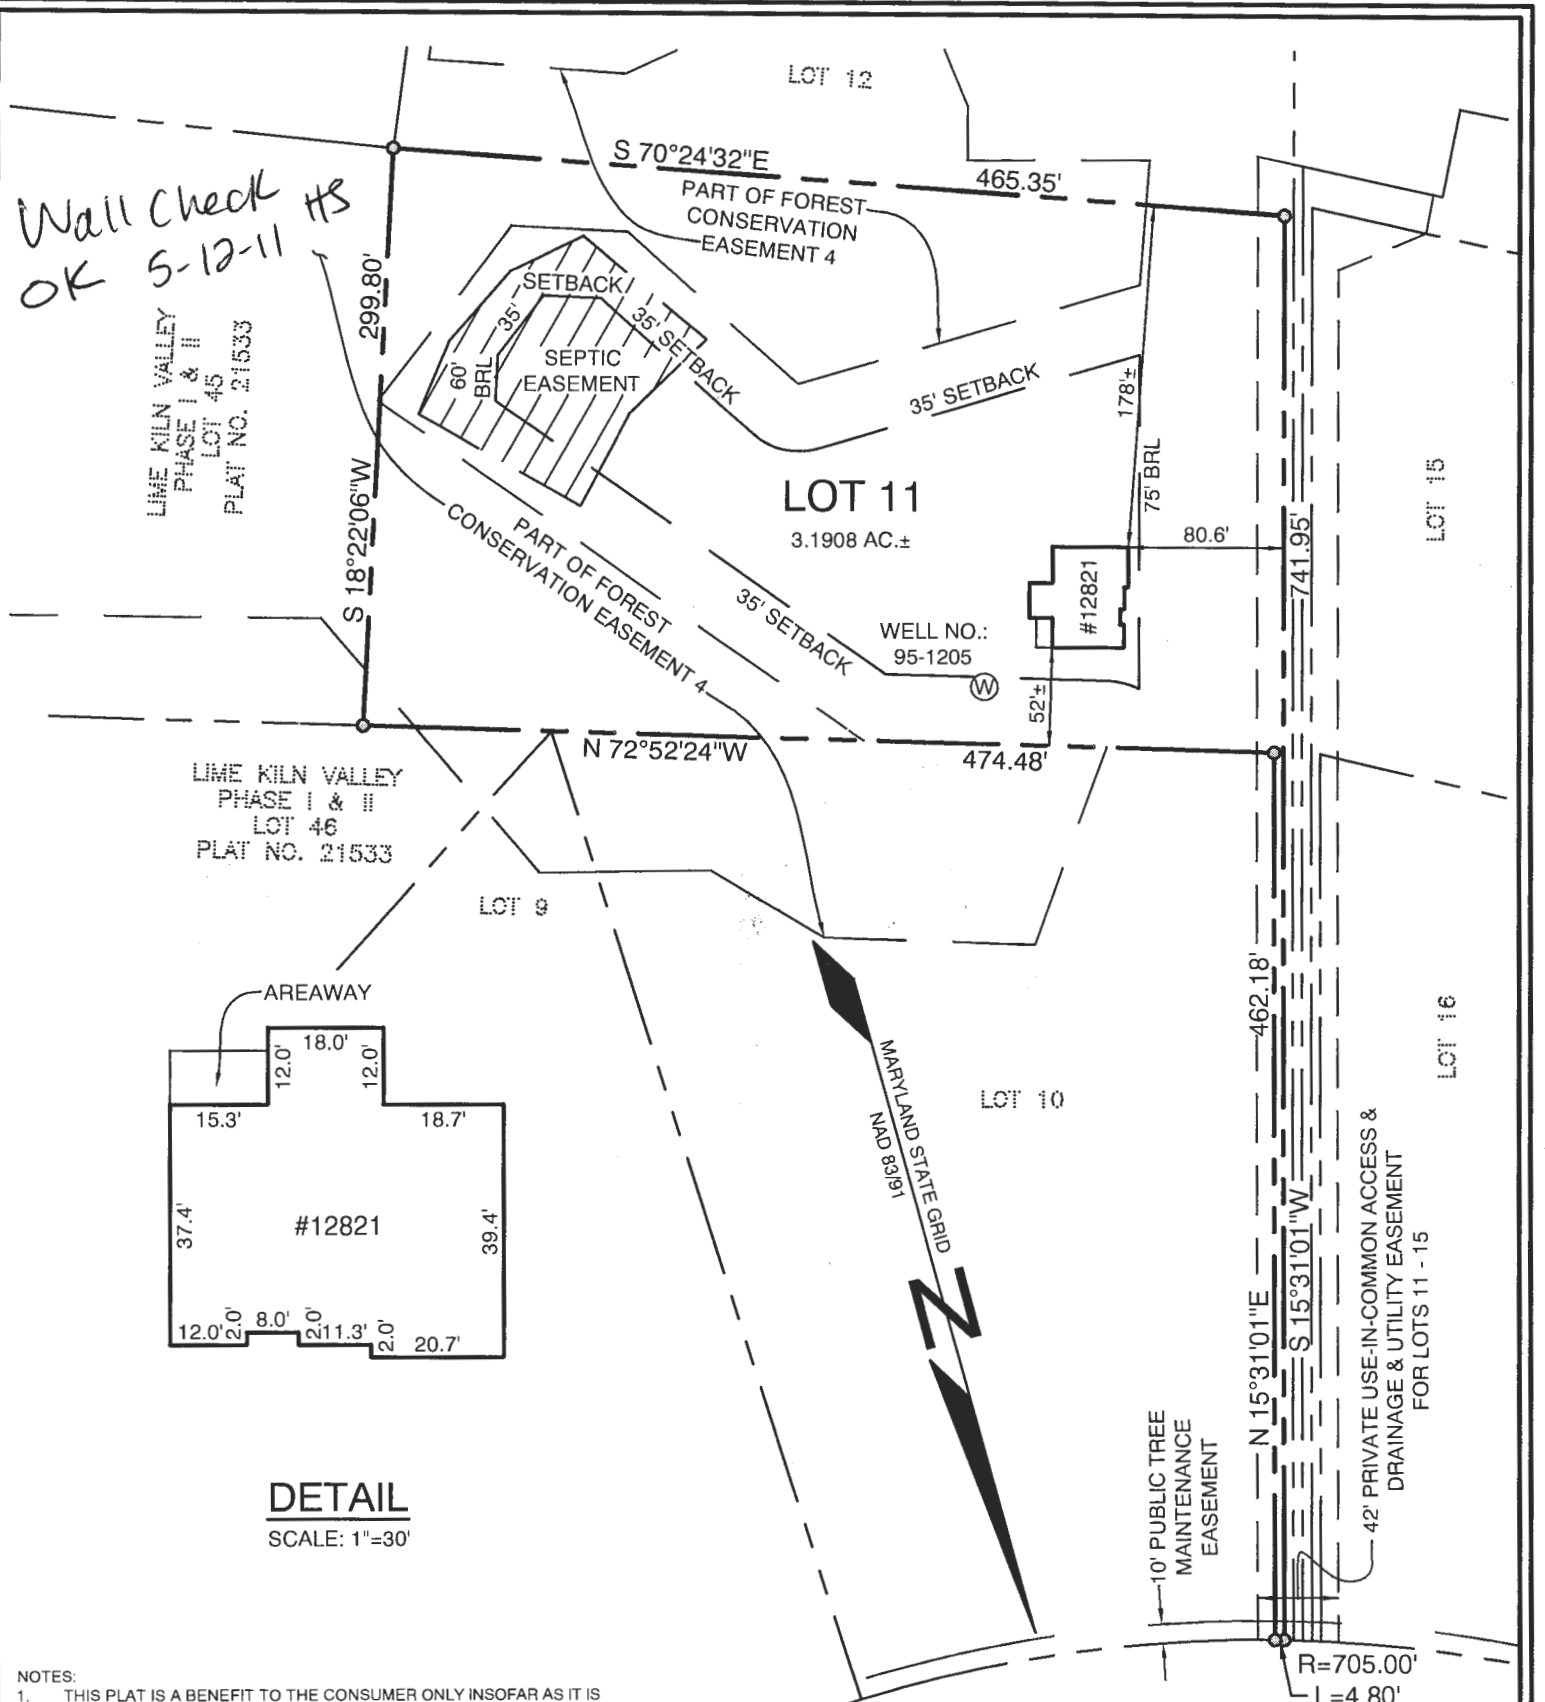 LOT 12
S 70°24'32"E
465.35'
PART OF FOREST
CONSERVATION
EASEMENT 4
Wall Check HS
OK 5-12-11
299.80'
S 18°22'06"W
LIME KILN VALLEY
PHASE I & II
LOT 45
PLAT NO. 21533
SETBACK
35'
60'
BRL
SEPTIC
EASEMENT
35' SETBACK
35' SETBACK
178'±
75' BRL
LOT 11
3.1908 AC.±
80.6'
741.95'
LOT 15
#12821
PART OF FOREST
CONSERVATION EASEMENT 4
35' SETBACK
WELL NO.:
95-1205
W
52'±
N 72°52'24"W
474.48'
LIME KILN VALLEY
PHASE I & II
LOT 46
PLAT NO. 21533
LOT 9
AREAWAY
18.0'
12.0'
12.0'
15.3'
18.7'
37.4'
#12821
39.4'
12.0'
2.0'
8.0'
2.0'
11.3'
2.0'
20.7'
DETAIL
SCALE: 1"=30'
MARYLAND STATE GRID
NAD 83/91
N
LOT 10
462.18'
N 15°31'01"E
S 15°31'01"W
LOT 16
42' PRIVATE USE-IN-COMMON ACCESS &
DRAINAGE & UTILITY EASEMENT
FOR LOTS 11 - 15
10' PUBLIC TREE
MAINTENANCE
EASEMENT
R=705.00'
L=4.80'
NOTES:
1. THIS PLAT IS A BENEFIT TO THE CONSUMER ONLY INSOFAR AS IT IS